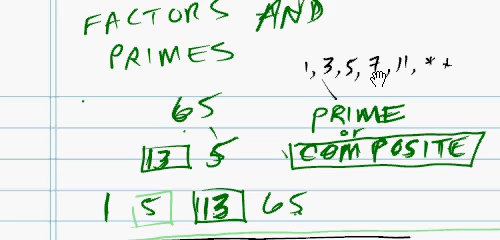 FACTORS AND
PRIMES
1, 3, 5, 7, 11, * *
65
PRIME
or
13 5
COMPOSITE
1 5 13 65